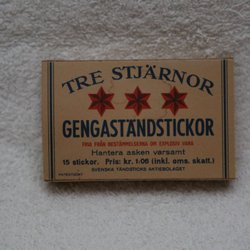 TRE STJÄRNOR
GENGASTÄNDSTICKOR
FRIA FRÅN BESTÄMMELSERNA OM EXPLOSIV VARA
Hantera asken varsamt
15 stickor. Pris: kr. 1:06 (inkl. oms. skatt.)
SVENSKA TÄNDSTICKS AKTIEBOLAGET